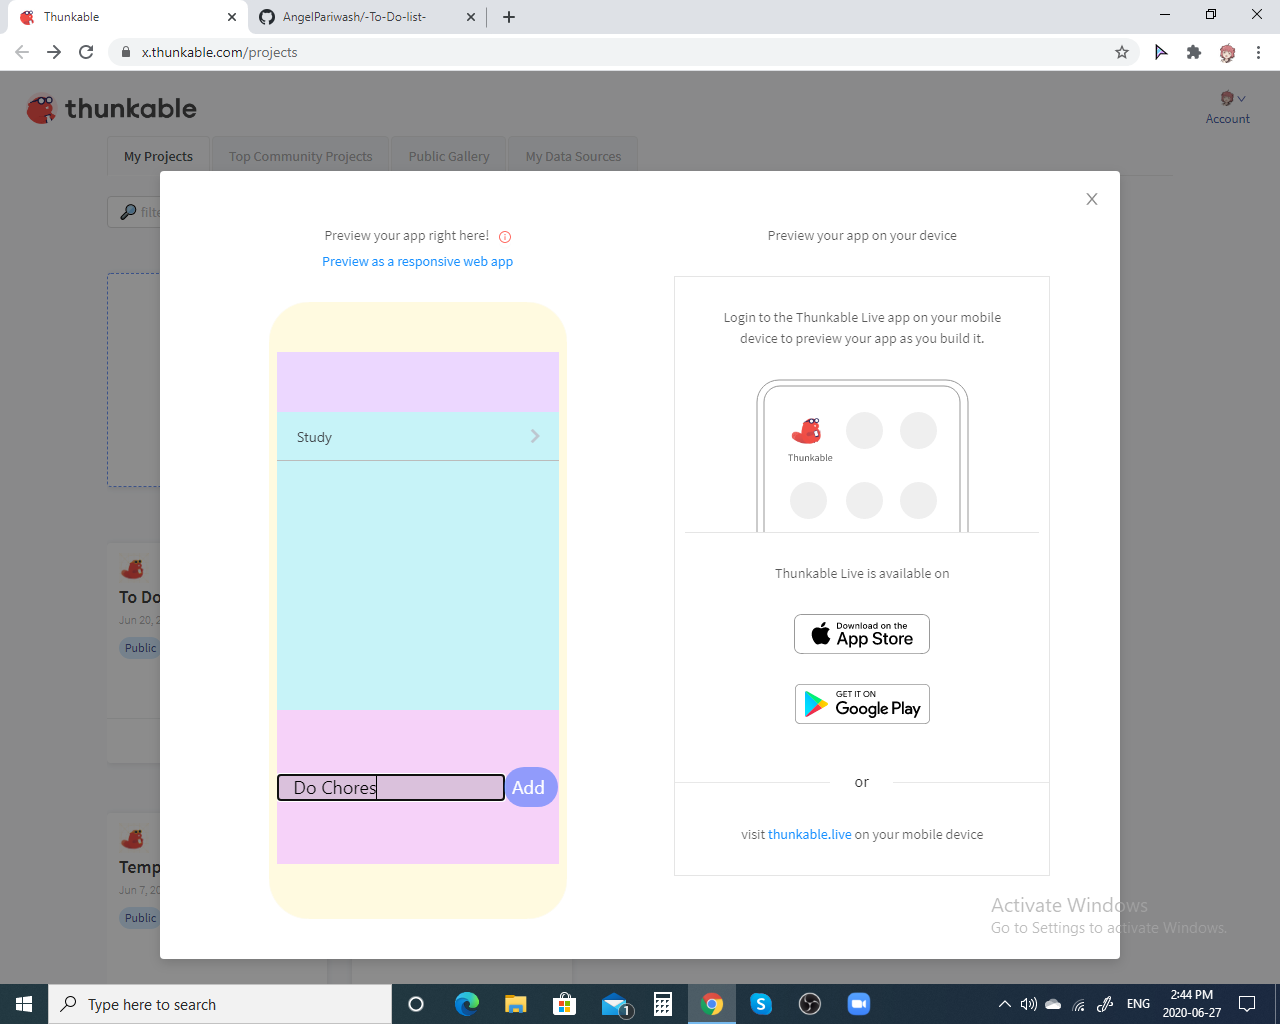 Thunkable
AngelPariwash/-To-Do-list-
x.thunkable.com/projects
thunkable
Account
My Projects
Top Community Projects
Public Gallery
My Data Sources
filte
X
Preview your app right here!
Preview as a responsive web app
Preview your app on your device
Study
Do Chores
Add
Login to the Thunkable Live app on your mobile
device to preview your app as you build it.
Thunkable
Thunkable Live is available on
Download on the
App Store
GET IT ON
Google Play
or
visit thunkable.live on your mobile device
To Do
Jun 20, 2
Public
Temp
Jun 7, 20
Public
Activate Windows
Go to Settings to activate Windows.
Type here to search
1
ENG
2:44 PM
2020-06-27